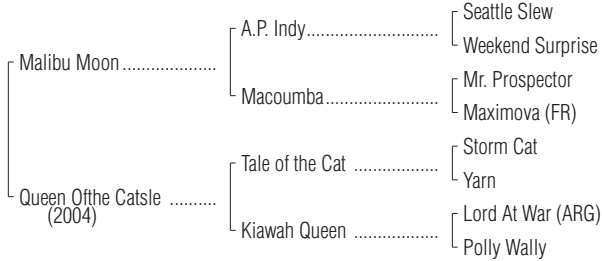 Seattle Slew
A.P. Indy..............................
Weekend Surprise
Malibu Moon.....................
Mr. Prospector
Macoumba.........................
Maximova (FR)
Storm Cat
Tale of the Cat ...................
Yarn
Queen Ofthe Catsle ..........
(2004)
Lord At War (ARG)
Kiawah Queen ...................
Polly Wally